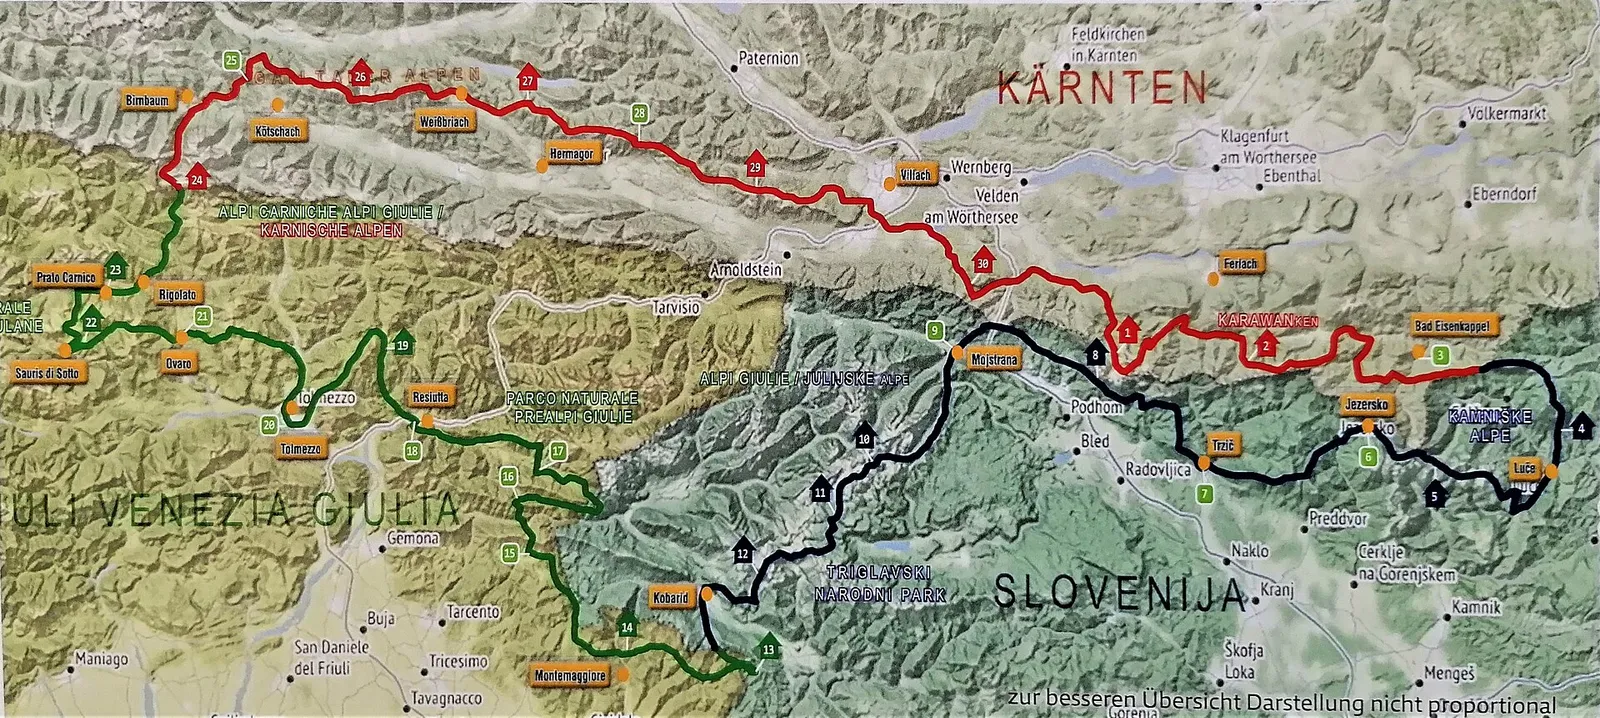 Feldkirchen
in Kärnten
Paternion
KÄRNTEN
25
26
27
28
29
Birnbaum
Kötschach
Weißbriach
Hermagor
Völkermarkt
Klagenfurt
am Wörthersee
Ebenthal
Villach
Wernberg
Velden
am Wörthersee
Eberndorf
24
ALPI CARNICHE ALPI GIULIE /
KARNISCHE ALPEN
Prato Carnico
23
Rigolato
22
21
Sauris di Sotto
Ovaro
19
Arnoldstein
Tarvisio
30
Ferlach
KARAWANKEN
Bad Eisenkappel
1
2
3
9
Mojstrana
8
ALPI GIULIE / JULIJSKE ALPE
Resiutta
PARCO NATURALE
PREALPI GIULIE
20
Tolmezzo
18
17
16
15
Podhom
Bled
Radovljica
Trzič
7
Jezersko
6
KAMNIŠKE
ALPE
4
Luče
5
10
11
12
GIULI VENEZIA GIULIA
Gemona
TRIGLAVSKI
NARODNI PARK
SLOVENIJA
Preddvor
Naklo
Cerklje
na Gorenjskem
Kranj
Kamnik
Kobarid
14
13
Montemaggiore
Buja
Tarcento
San Daniele
del Friuli
Maniago
Tricesimo
Tavagnacco
Škofja
Loka
Mengeš
zur besseren Übersicht Darstellung nicht proportional
Gorenja